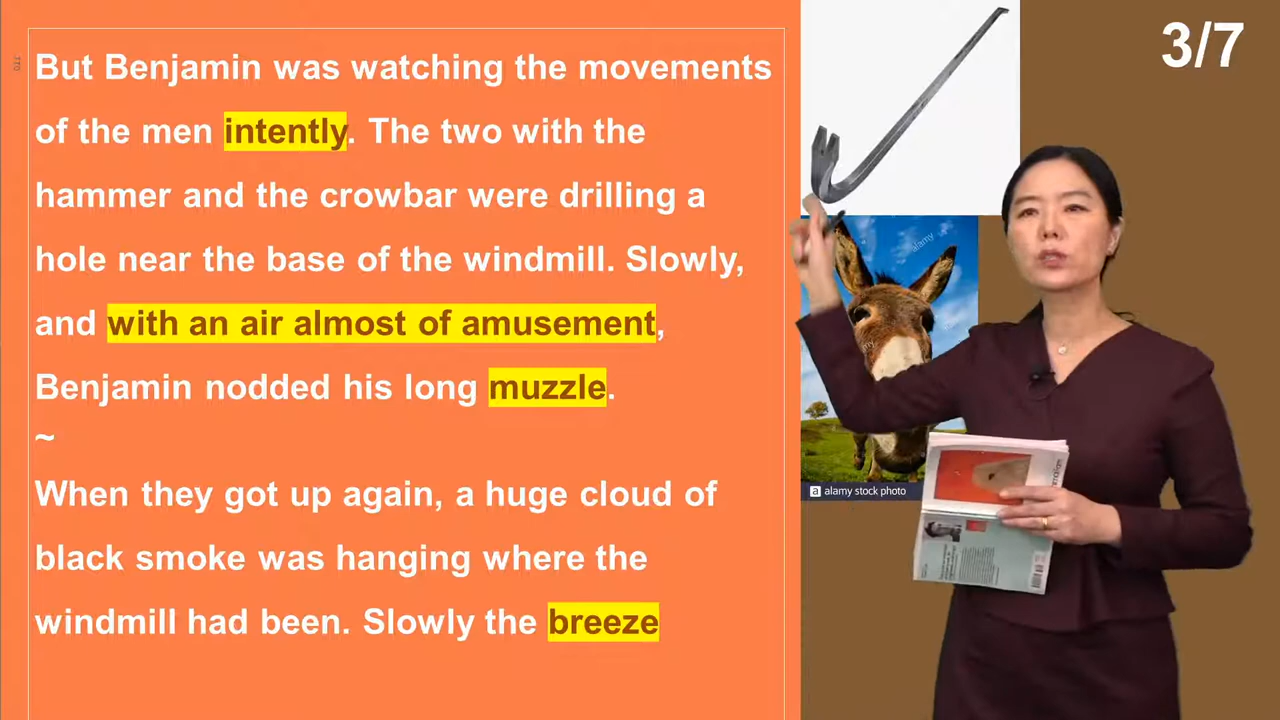 But Benjamin was watching the movements
of the men intently. The two with the
hammer and the crowbar were drilling a
hole near the base of the windmill. Slowly,
and with an air almost of amusement,
Benjamin nodded his long muzzle.
~
When they got up again, a huge cloud of
black smoke was hanging where the
windmill had been. Slowly the breeze
3/7
alamy
a alamy stock photo